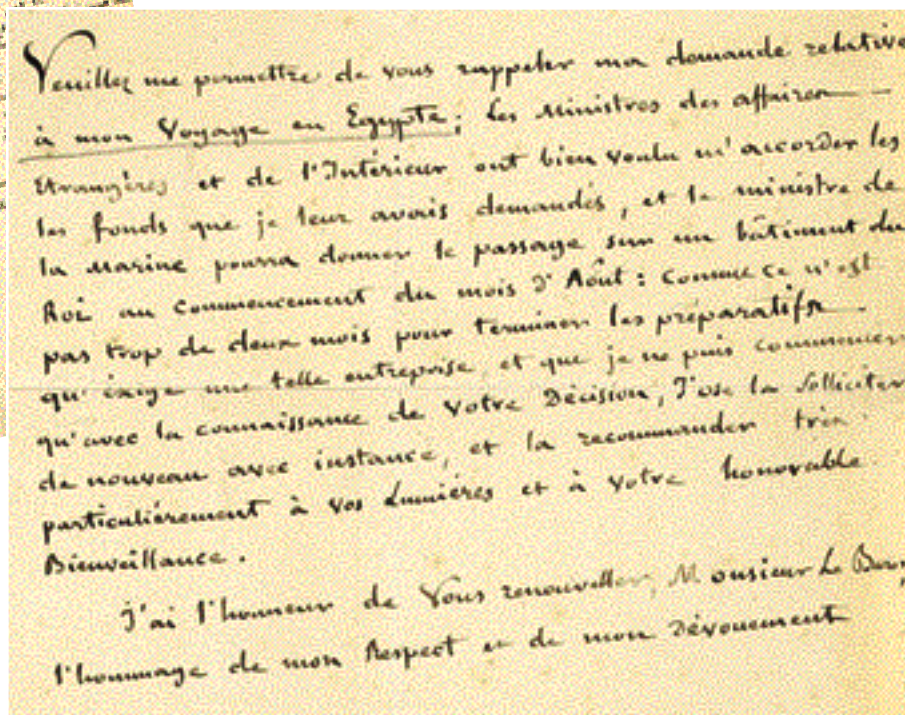 Veuillez me permettre de vous rappeler ma demande relative
à mon Voyage en Egypte; Les Ministres des affaires —
Etrangères et de l'Intérieur ont bien voulu m'accorder les
les fonds que je leur avais demandés, et le ministre de
la Marine pourra donner le passage sur un bâtiment du
Roi au commencement du mois d'Août : Comme ce n'est
pas trop de deux mois pour terminer les préparatifs
qu'exige une telle entreprise, et que je ne puis commencer
qu'avec la connaissance de Votre Décision, J'ose la Solliciter
de nouveau avec instance, et la recommander très
particulièrement à vos Lumières et à votre honorable
Bienveillance.
J'ai l'honneur de Vous renouveller, Monsieur Le
l'hommage de mon Respect et de mon Dévouement